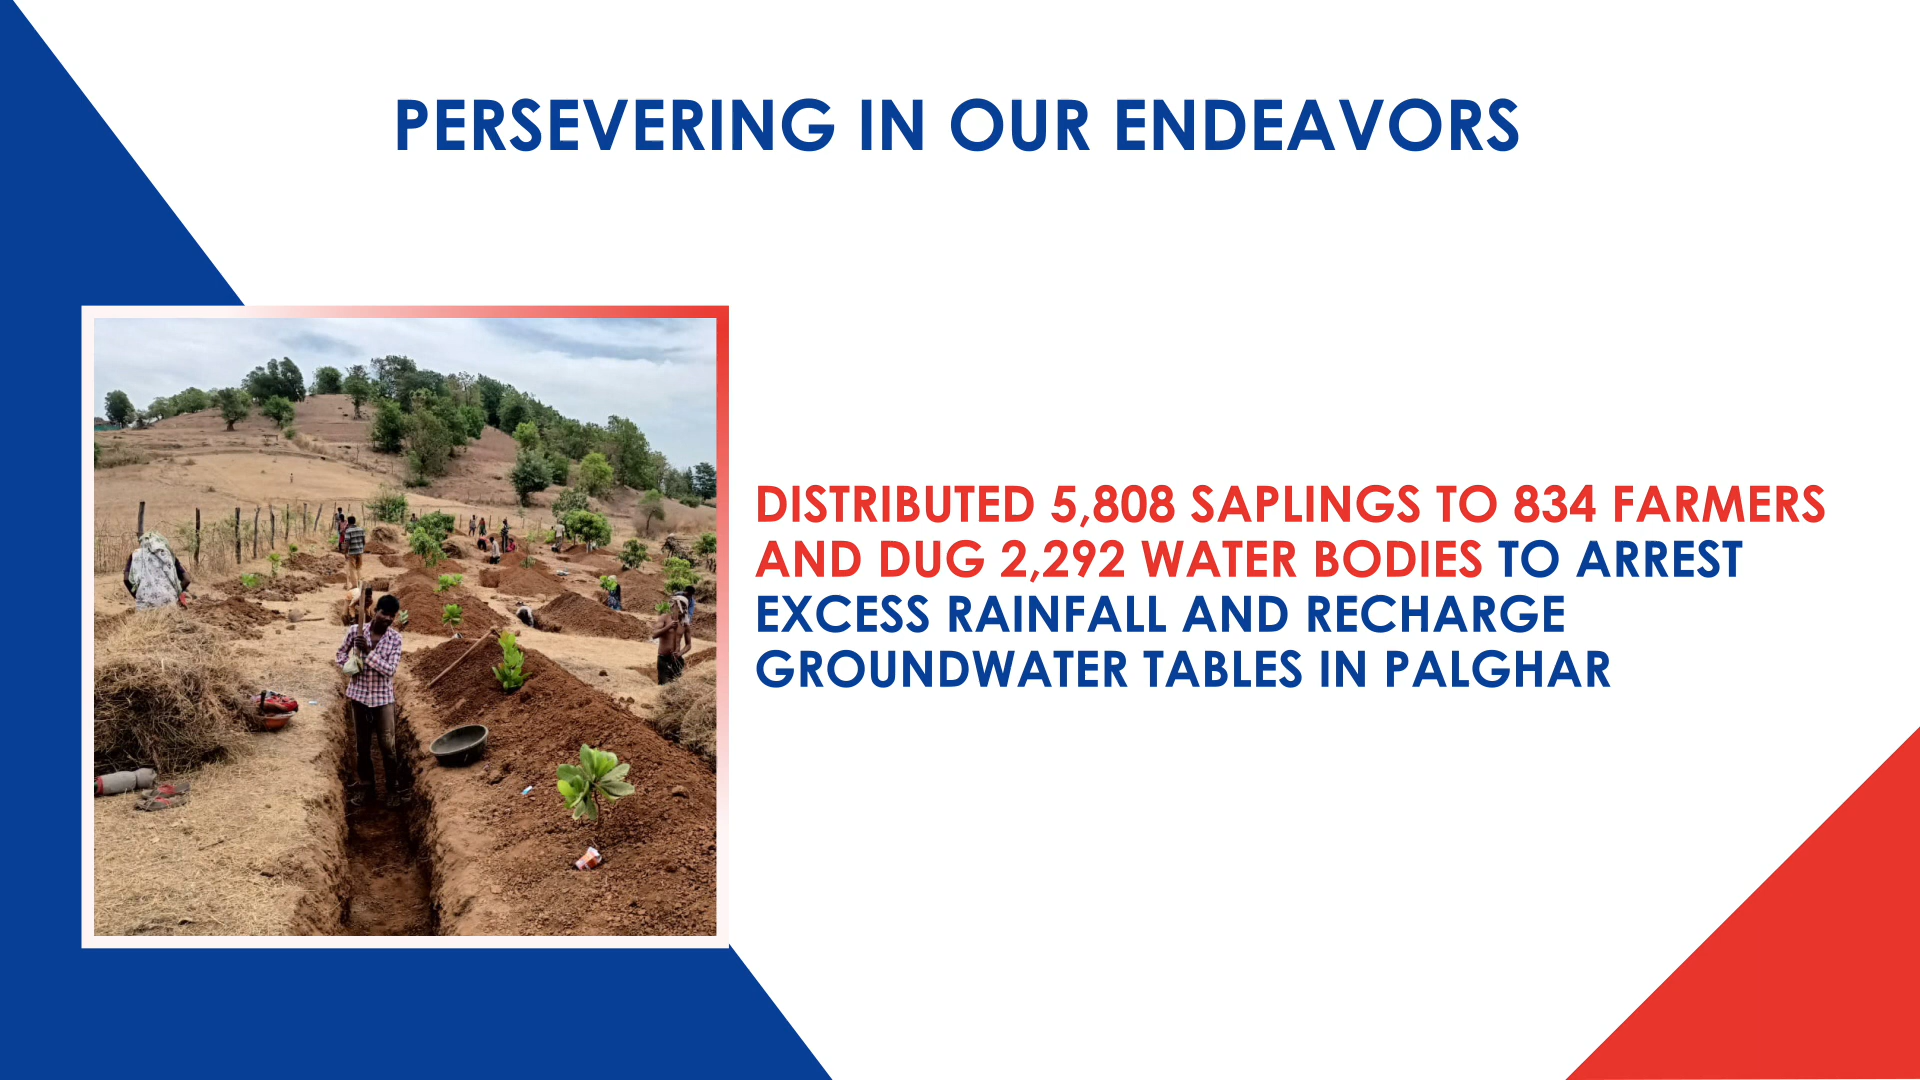 PERSEVERING IN OUR ENDEAVORS
DISTRIBUTED 5,808 SAPLINGS TO 834 FARMERS
AND DUG 2,292 WATER BODIES TO ARREST
EXCESS RAINFALL AND RECHARGE
GROUNDWATER TABLES IN PALGHAR